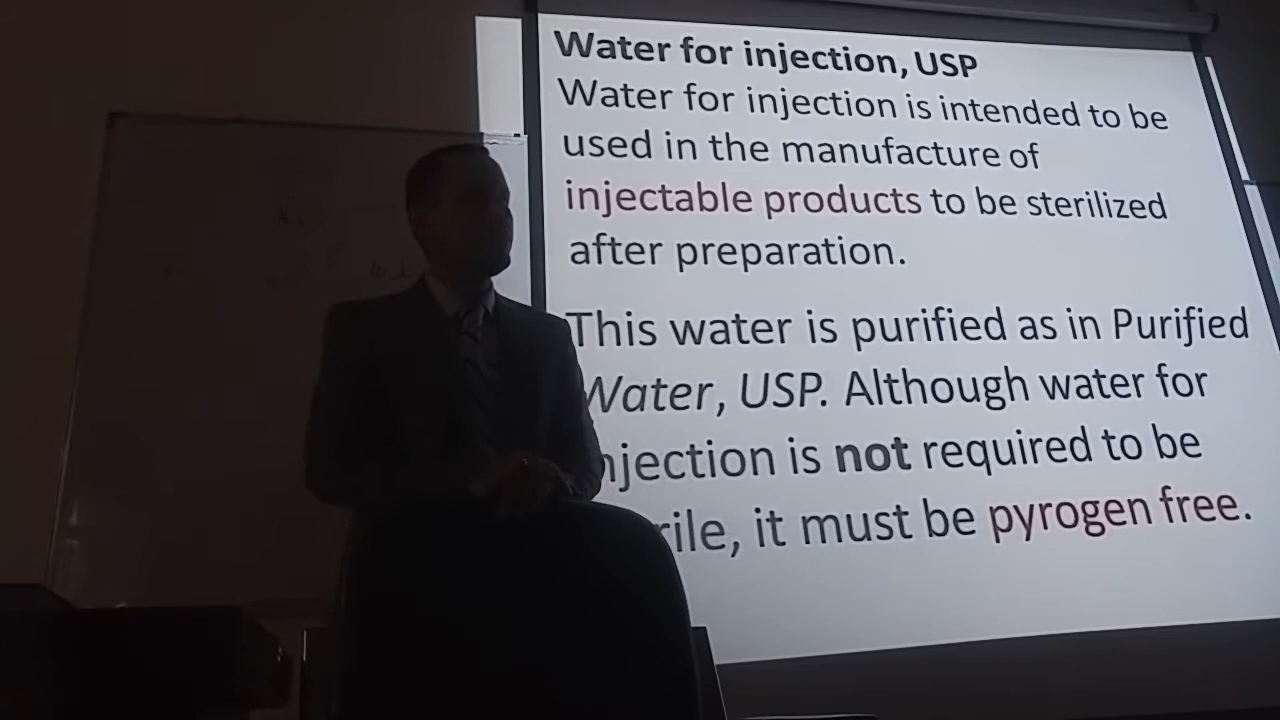 Water for injection, USP
Water for injection is intended to be
used in the manufacture of
injectable products to be sterilized
after preparation.
This water is purified as in Purified
Water, USP. Although water for
njection is not required to be
rile, it must be pyrogen free.